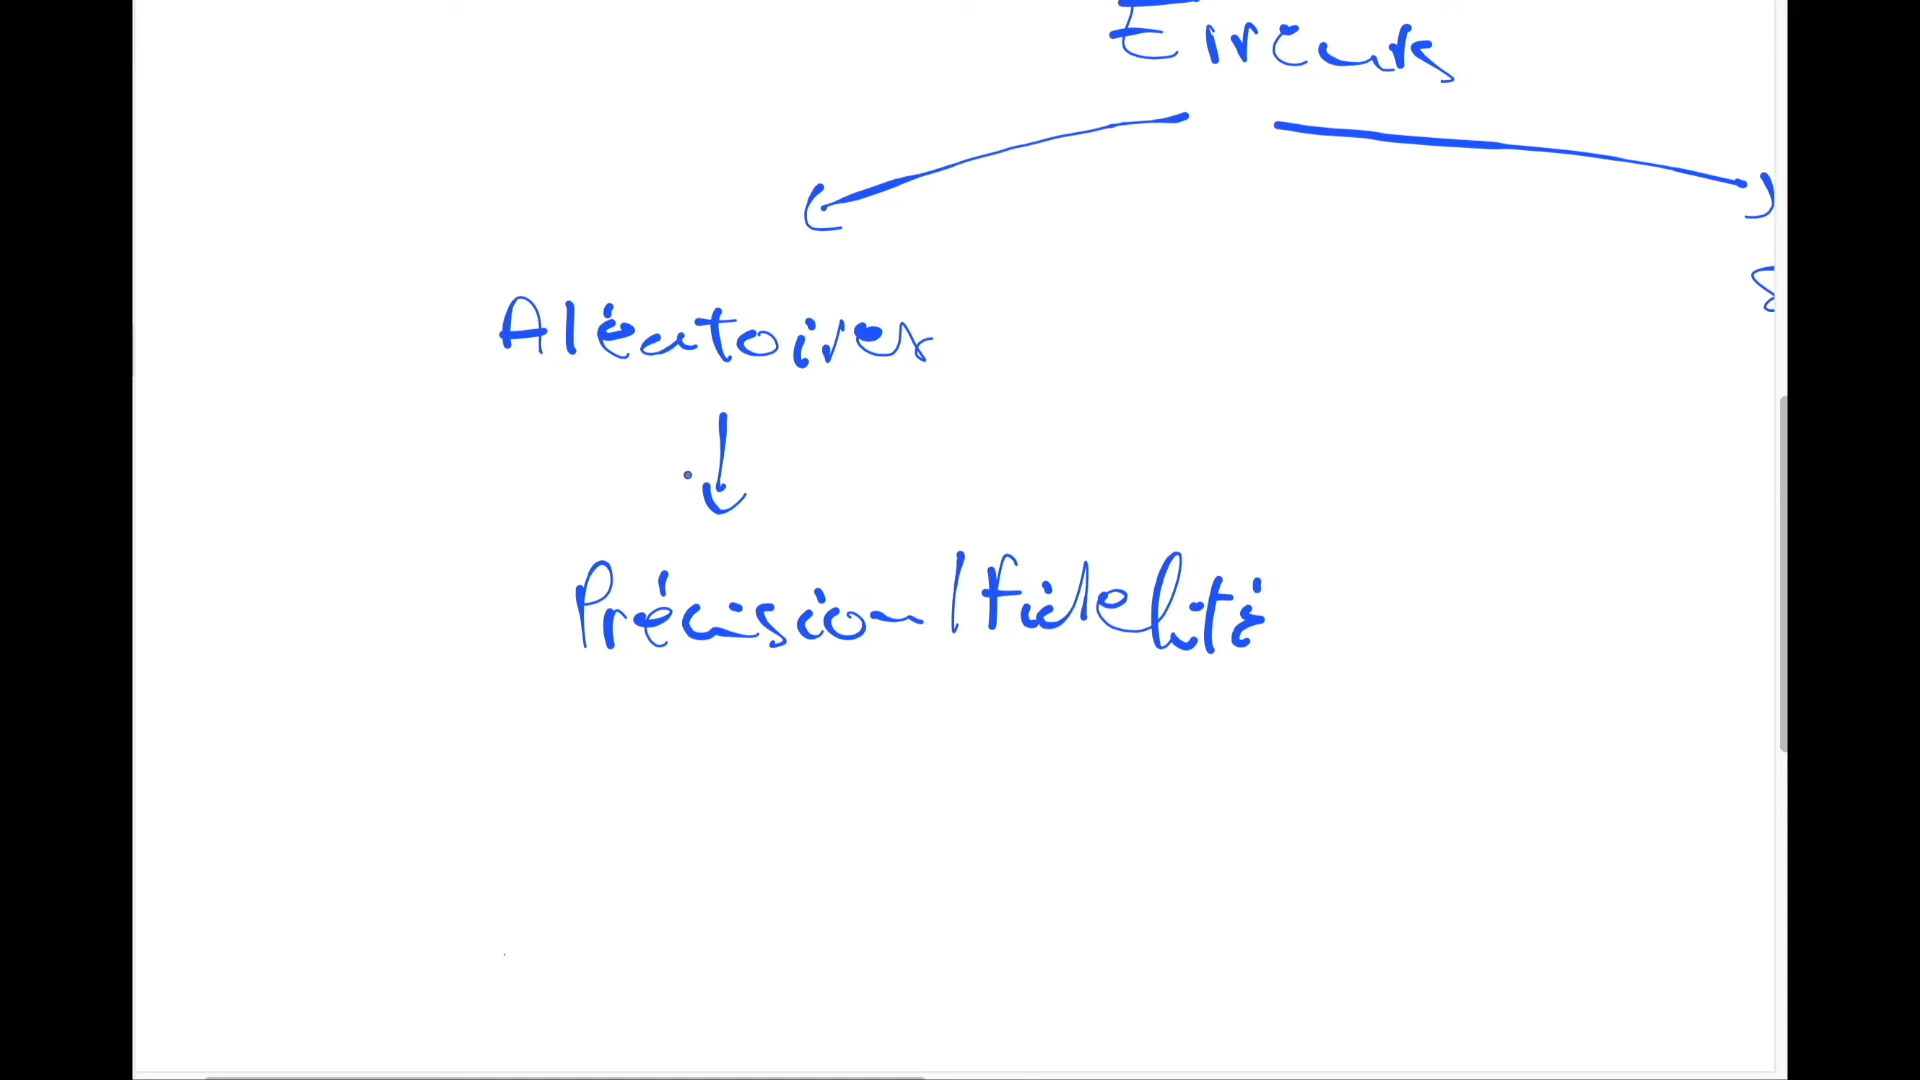 Erreurs
Aléatoires
Précision / fidelité